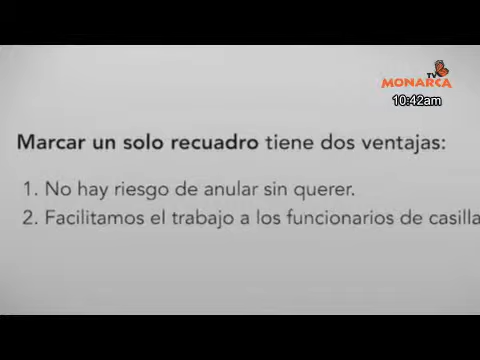 TV
MONARCA
10:42am
Marcar un solo recuadro tiene dos ventajas:
1. No hay riesgo de anular sin querer.
2. Facilitamos el trabajo a los funcionarios de casilla